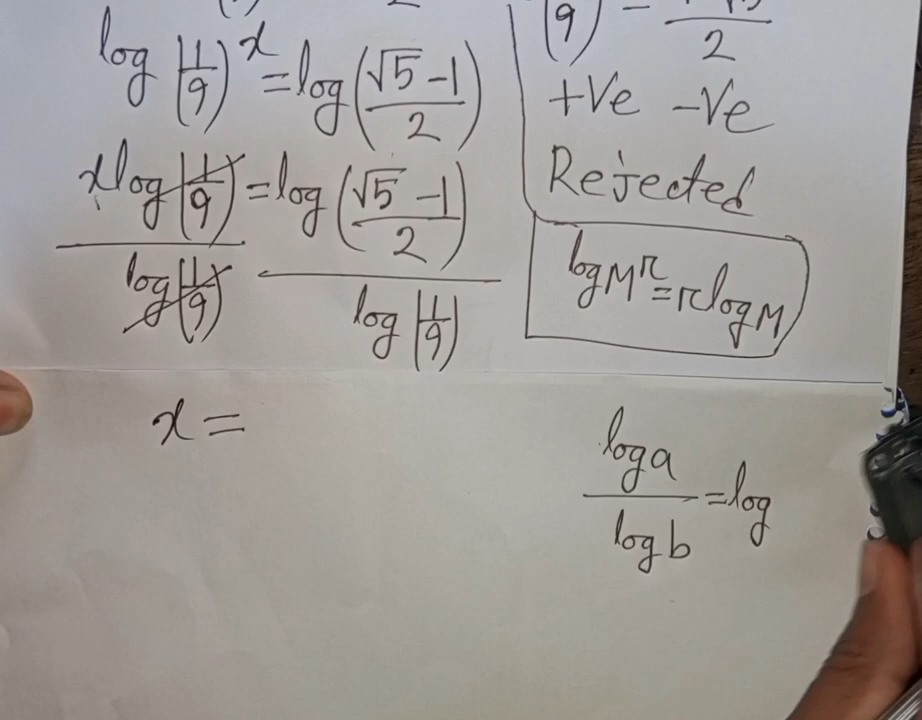 log (1/9)^x = log((√5 - 1)/2)
x log (1/9) = log((√5 - 1)/2)
log (1/9) log (1/9)
x =
(9) - 2
+Ve -Ve
Rejected
log M^r = r log M
log a
log b = log